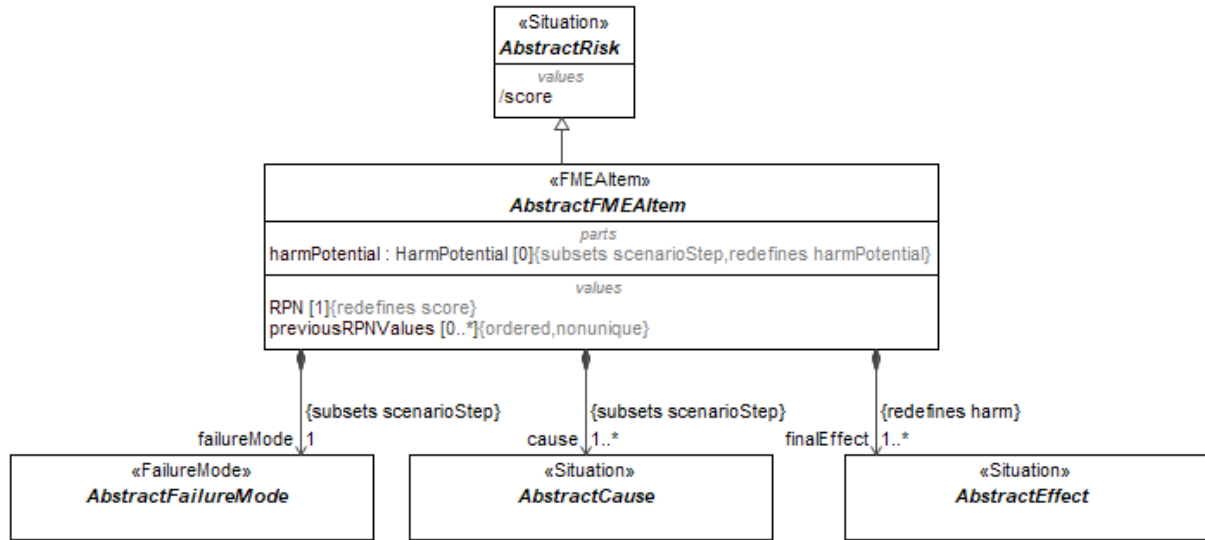 «Situation»
AbstractRisk
values
/score
«FMEAItem»
AbstractFMEAItem
parts
harmPotential : HarmPotential [0]{subsets scenarioStep,redefines harmPotential}
values
RPN [1]{redefines score}
previousRPNValues [0..*]{ordered,nonunique}
{subsets scenarioStep} {subsets scenarioStep} {redefines harm}
failureMode 1 cause 1..* finalEffect 1..*
«FailureMode» «Situation» «Situation»
AbstractFailureMode AbstractCause AbstractEffect